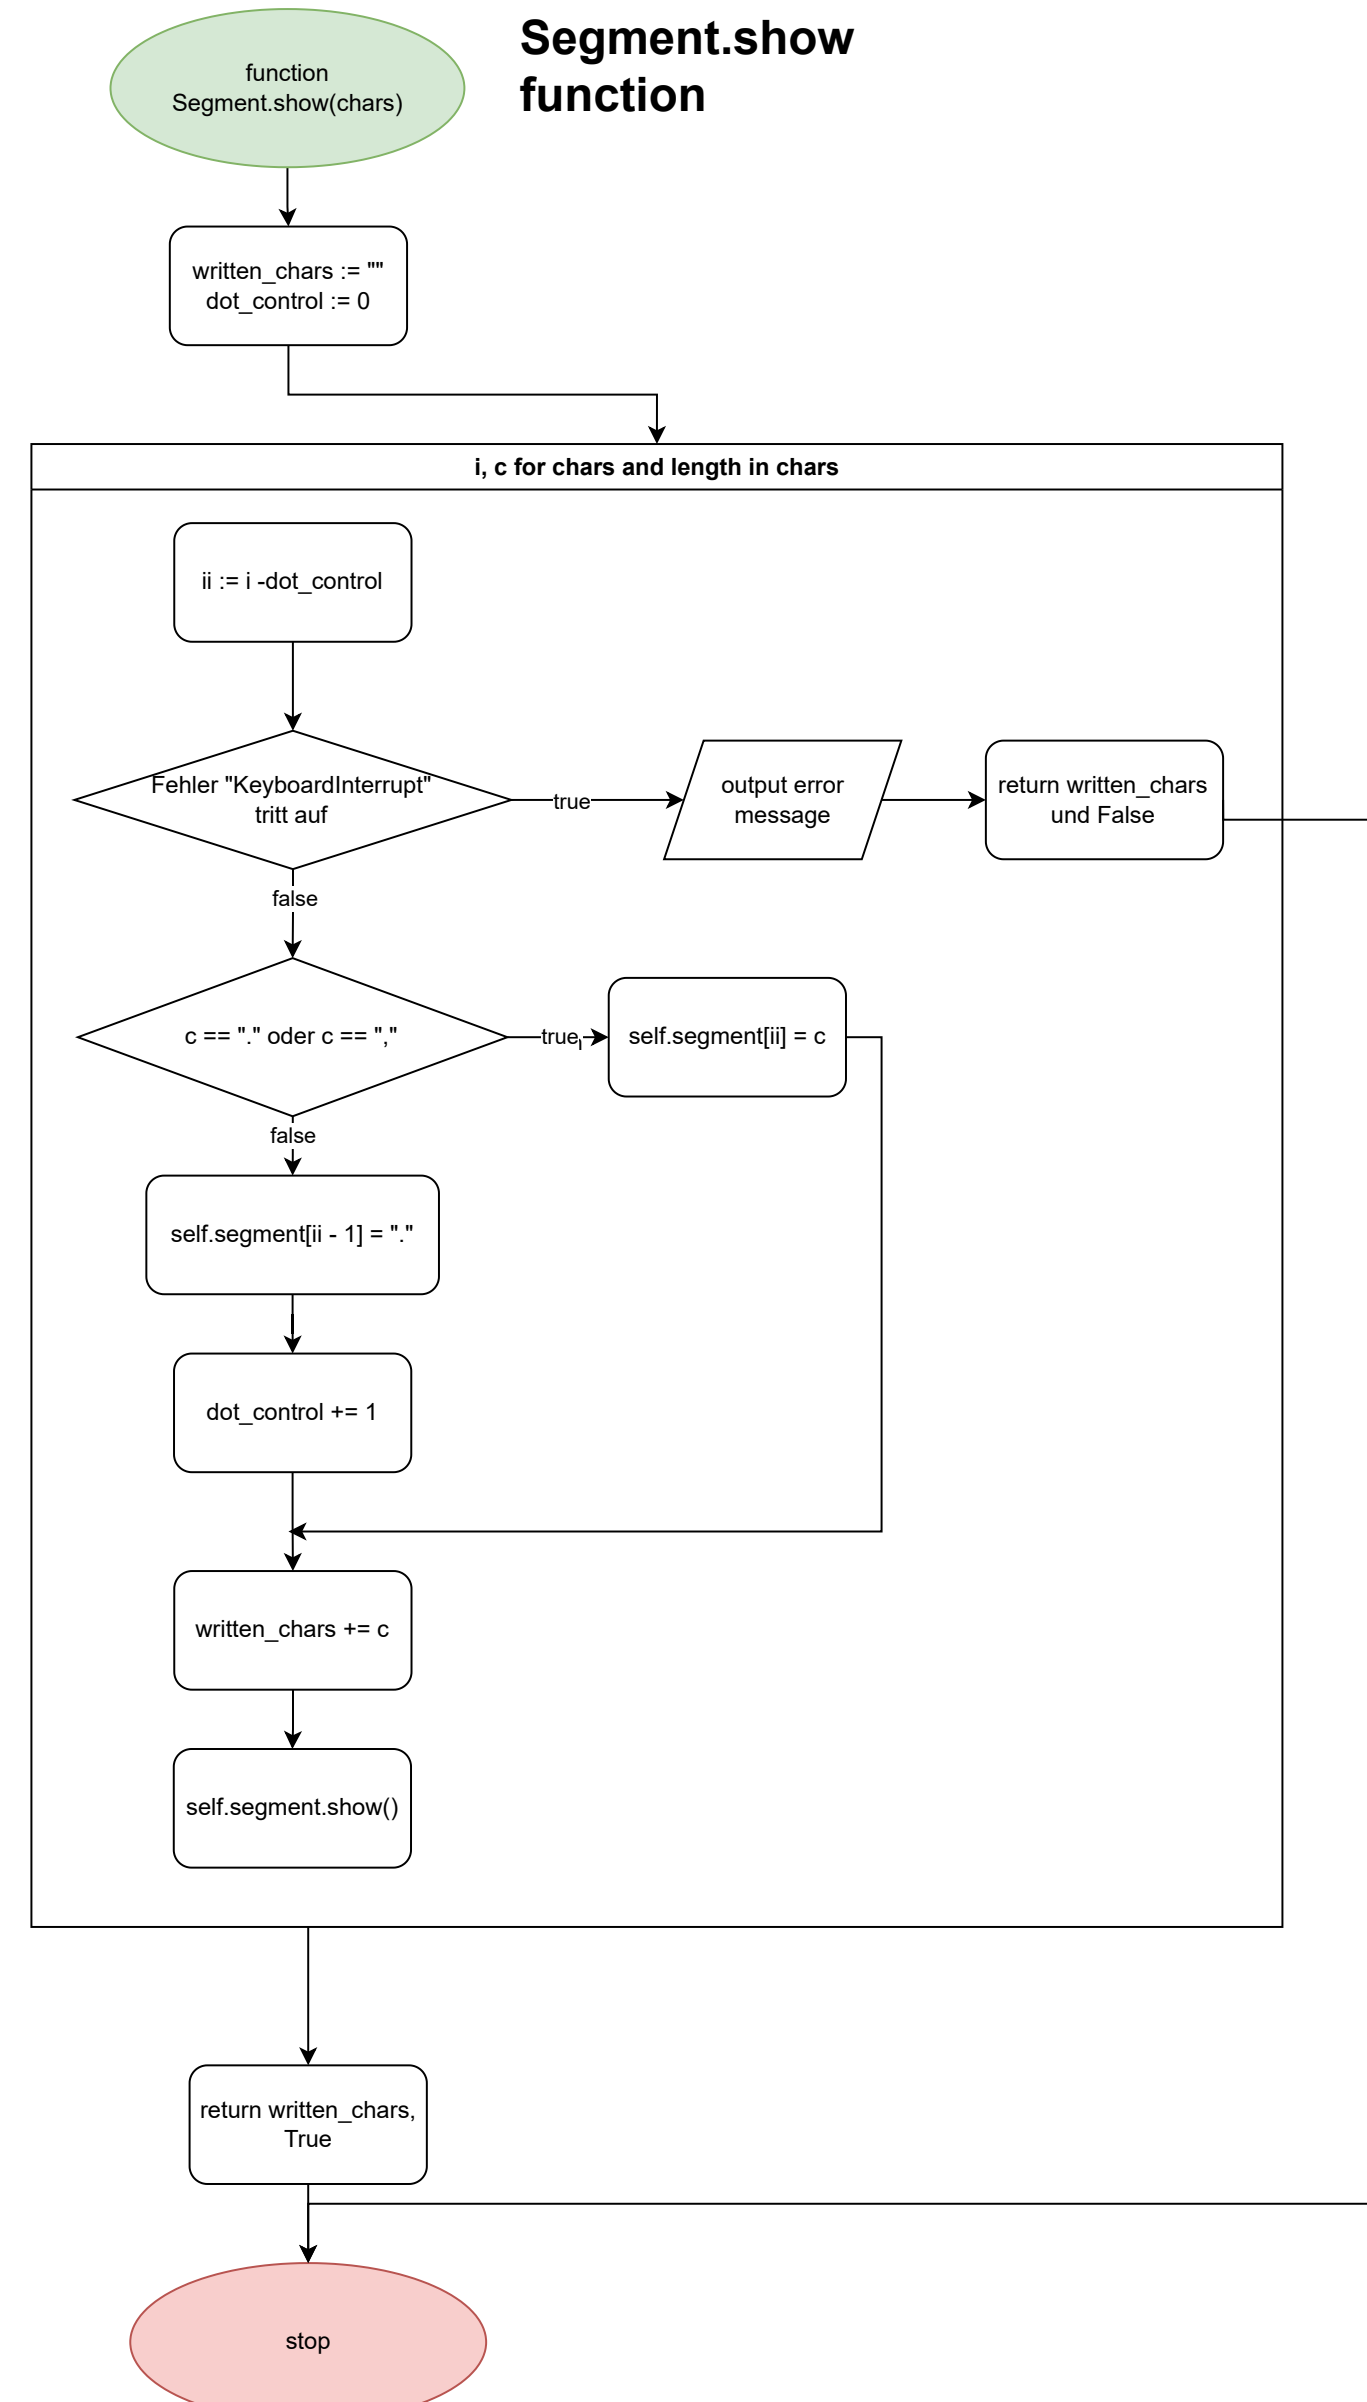 Segment.show
function
function
Segment.show(chars)
written_chars := ""
dot_control := 0
i, c for chars and length in chars
ii := i -dot_control
Fehler "KeyboardInterrupt"
tritt auf
true
output error
message
return written_chars
und False
false
c == "." oder c == ","
true
self.segment[ii] = c
false
self.segment[ii - 1] = "."
dot_control += 1
written_chars += c
self.segment.show()
return written_chars,
True
stop